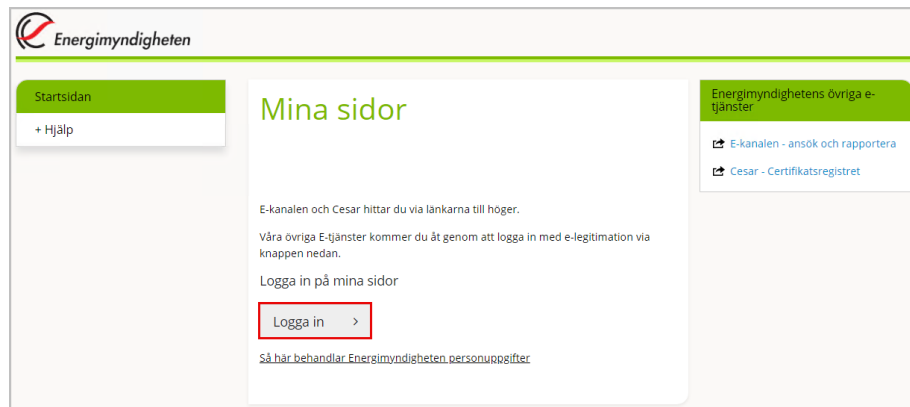 Energimyndigheten
Startsidan
+ Hjälp
Mina sidor
E-kanalen och Cesar hittar du via länkarna till höger.
Våra övriga E-tjänster kommer du åt genom att logga in med e-legitimation via
knappen nedan.
Logga in på mina sidor
Logga in >
Så här behandlar Energimyndigheten personuppgifter
Energimyndighetens övriga e-
tjänster
E-kanalen - ansök och rapportera
Cesar - Certifikatsregistret